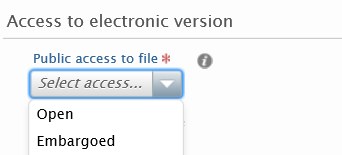 Access to electronic version
Public access to file *
Select access...
Open
Embargoed